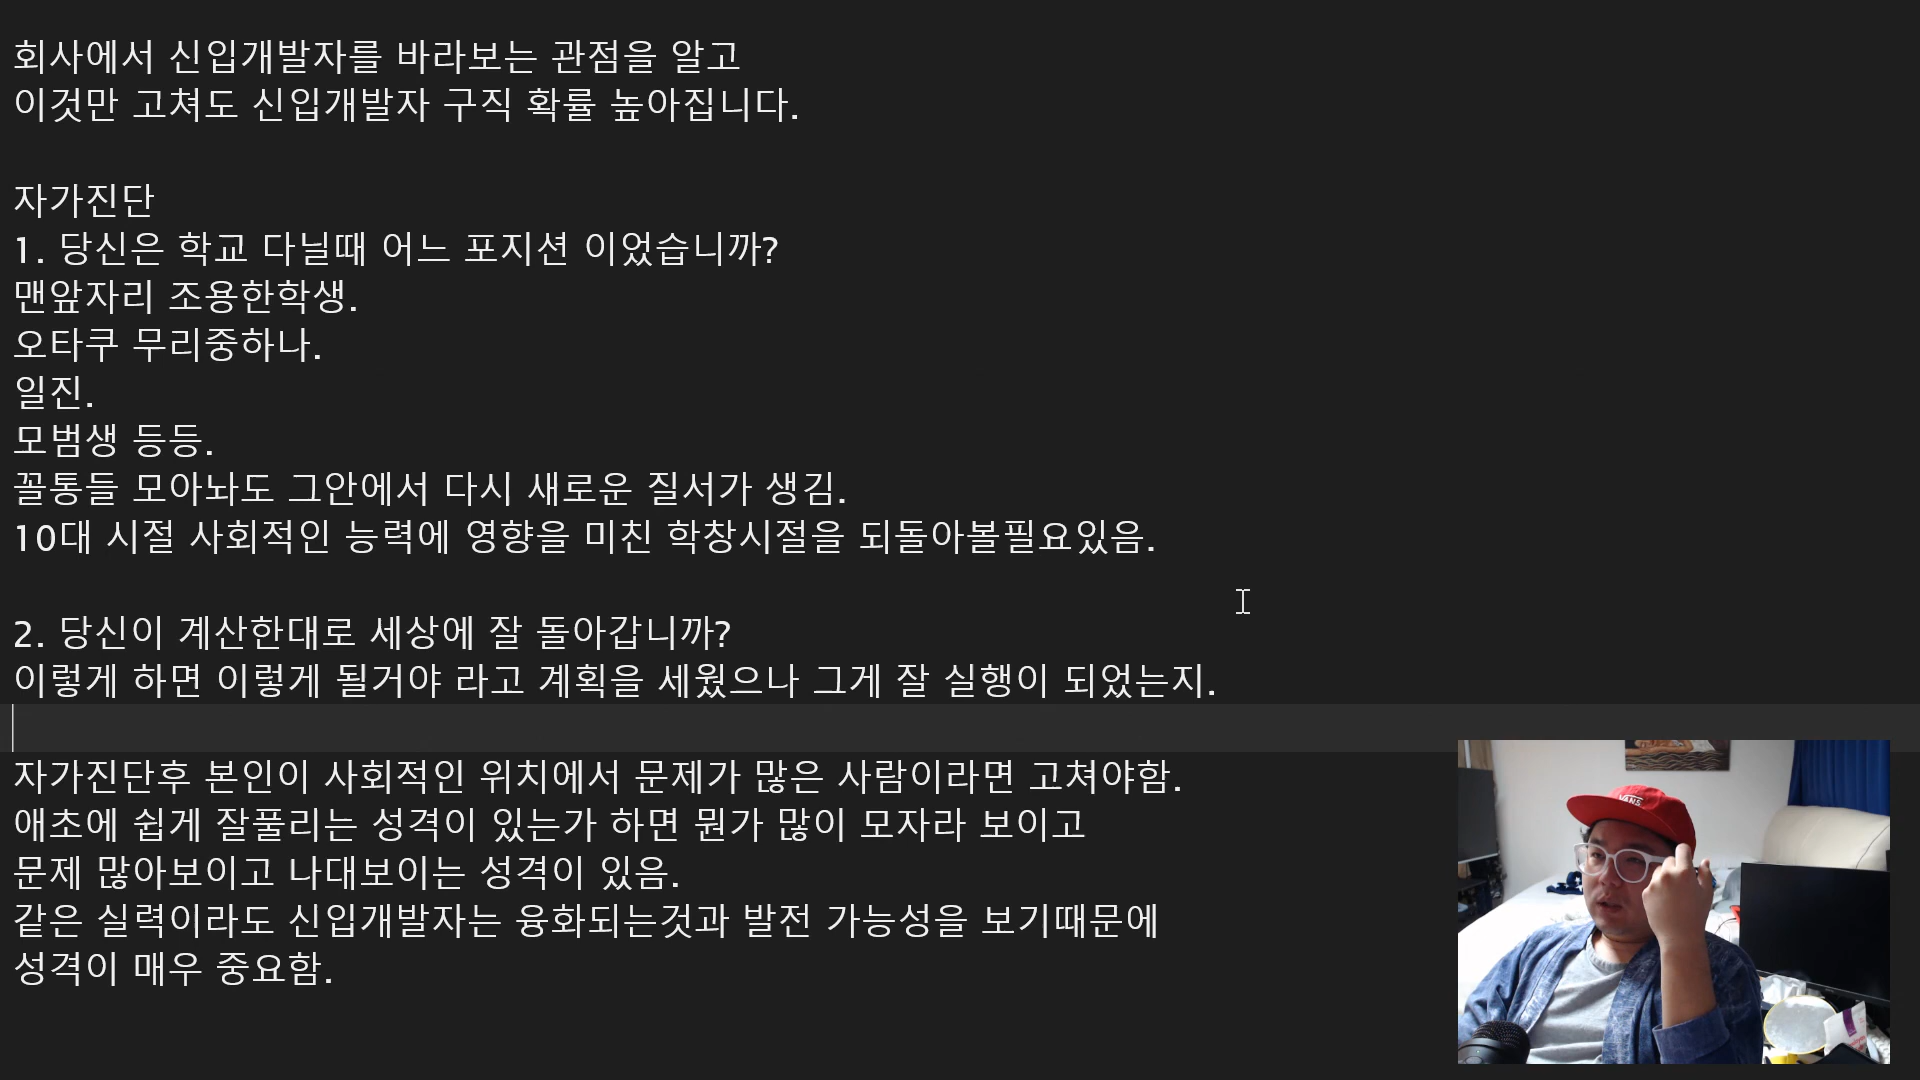 회사에서 신입개발자를 바라보는 관점을 알고
이것만 고쳐도 신입개발자 구직 확률 높아집니다.
자가진단
1. 당신은 학교 다닐때 어느 포지션 이었습니까?
맨앞자리 조용한학생.
오타쿠 무리중하나.
일진.
모범생 등등.
꼴통들 모아놔도 그안에서 다시 새로운 질서가 생김.
10대 시절 사회적인 능력에 영향을 미친 학창시절을 되돌아볼필요있음.
2. 당신이 계산한대로 세상에 잘 돌아갑니까?
이렇게 하면 이렇게 될거야 라고 계획을 세웠으나 그게 잘 실행이 되었는지.
자가진단후 본인이 사회적인 위치에서 문제가 많은 사람이라면 고쳐야함.
애초에 쉽게 잘풀리는 성격이 있는가 하면 뭔가 많이 모자라 보이고
문제 많아보이고 나대보이는 성격이 있음.
같은 실력이라도 신입개발자는 융화되는것과 발전 가능성을 보기때문에
성격이 매우 중요함.
VANS